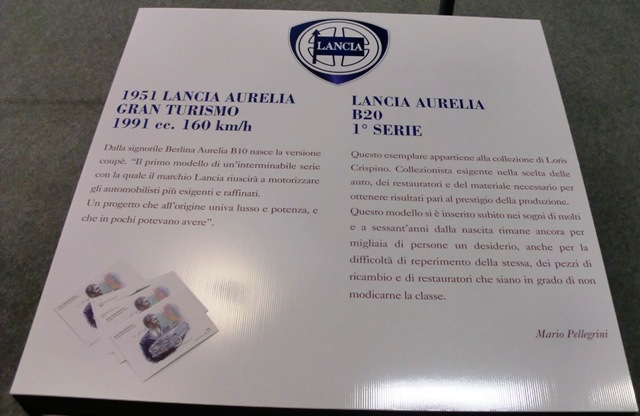 LANCIA
1951 LANCIA AURELIA
GRAN TURISMO
1991 cc. 160 km/h
Dalla signorile Berlina Aurelia B10 nasce la versione
coupè. “Il primo modello di un’interminabile serie
con la quale il marchio Lancia riuscirà a motorizzare
gli automobilisti più esigenti e raffinati.
Un progetto che all’origine univa lusso e potenza, e
che in pochi potevano avere”.
LANCIA AURELIA
B20
1° SERIE
Questo esemplare appartiene alla collezione di Loris
Crispino. Collezionista esigente nella scelta delle
auto, dei restauratori e del materiale necessario per
ottenere risultati pari al prestigio della produzione.
Questo modello si è inserito subito nei sogni di molti
e a sessant’anni dalla nascita rimane ancora per
migliaia di persone un desiderio, anche per la
difficoltà di reperimento della stessa, dei pezzi di
ricambio e di restauratori che siano in grado di non
modicarne la classe.
Mario Pellegrini